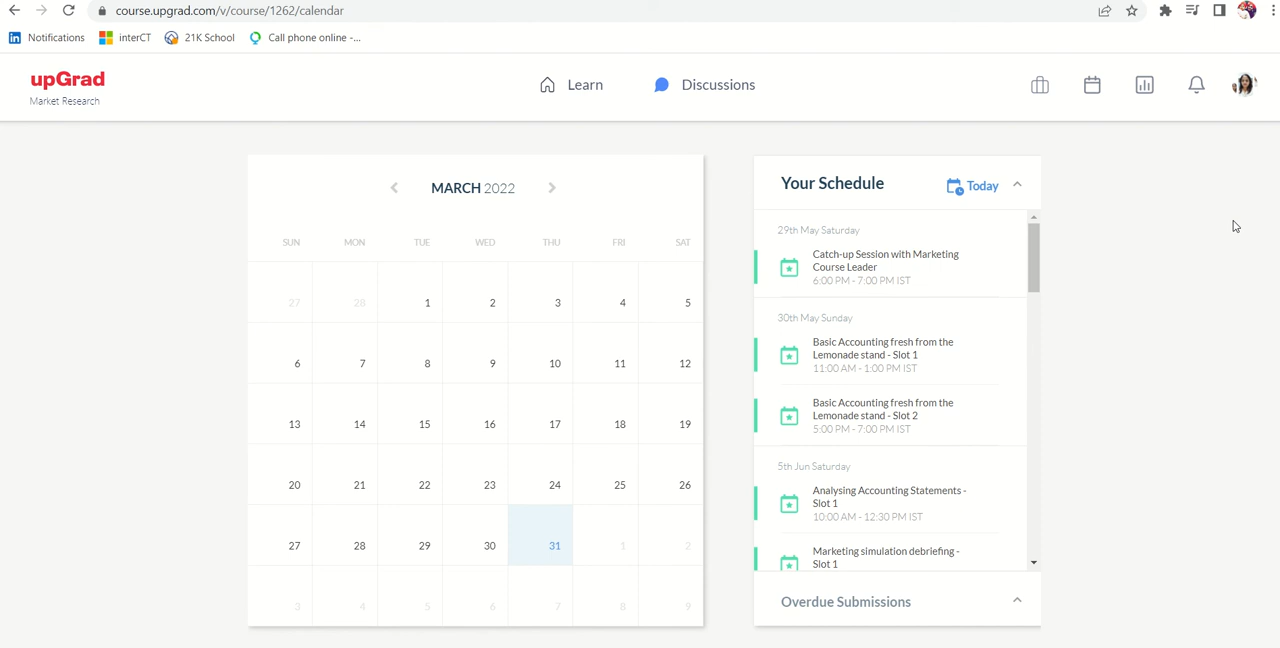 course.upgrad.com/v/course/1262/calendar
Notifications interCT 21K School Call phone online -...
upGrad
Market Research
Learn Discussions
MARCH 2022
SUN MON TUE WED THU FRI SAT
27 28 1 2 3 4 5
6 7 8 9 10 11 12
13 14 15 16 17 18 19
20 21 22 23 24 25 26
27 28 29 30 31 1 2
3 4 5 6 7 8 9
Your Schedule Today
29th May Saturday
Catch-up Session with Marketing
Course Leader
6:00 PM - 7:00 PM IST
30th May Sunday
Basic Accounting fresh from the
Lemonade stand - Slot 1
11:00 AM - 1:00 PM IST
Basic Accounting fresh from the
Lemonade stand - Slot 2
5:00 PM - 7:00 PM IST
5th Jun Saturday
Analysing Accounting Statements -
Slot 1
10:00 AM - 12:30 PM IST
Marketing simulation debriefing -
Slot 1
Overdue Submissions